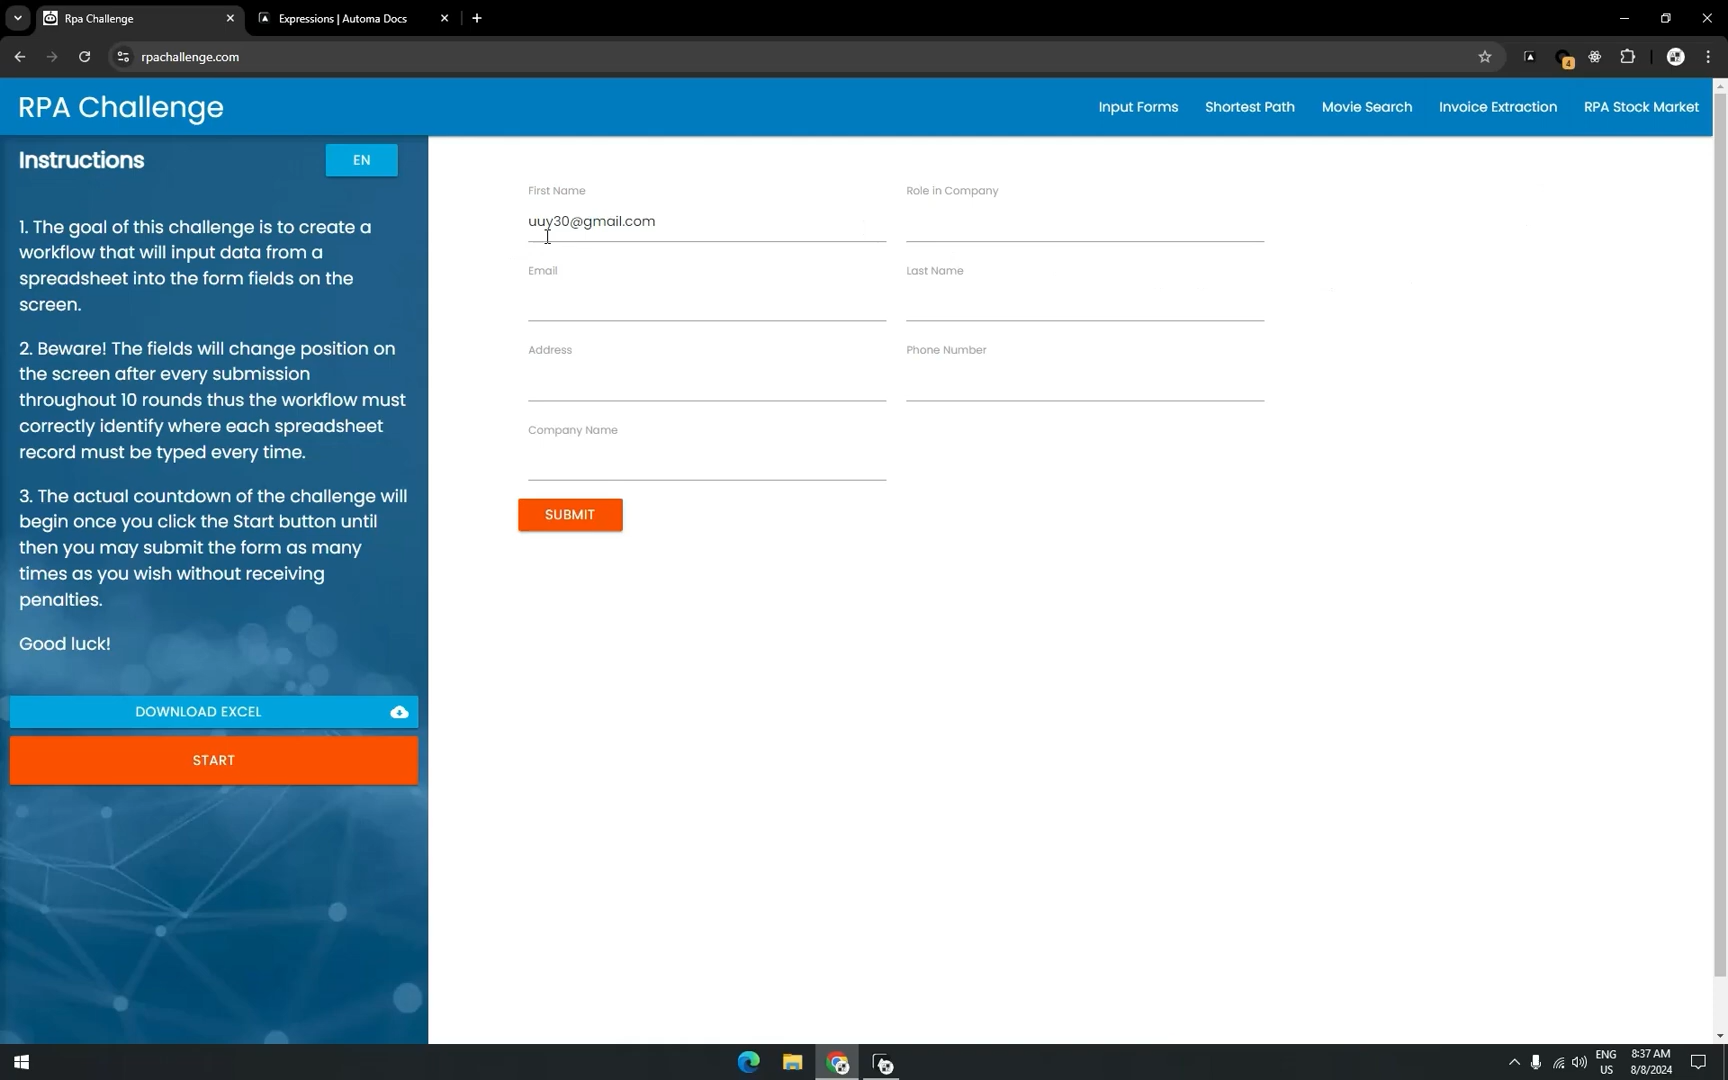 Rpa Challenge
Expressions | Automa Docs
rpachallenge.com
4
RPA Challenge
Input Forms
Shortest Path
Movie Search
Invoice Extraction
RPA Stock Market
Instructions
EN
1. The goal of this challenge is to create a
workflow that will input data from a
spreadsheet into the form fields on the
screen.
2. Beware! The fields will change position on
the screen after every submission
throughout 10 rounds thus the workflow must
correctly identify where each spreadsheet
record must be typed every time.
3. The actual countdown of the challenge will
begin once you click the Start button until
then you may submit the form as many
times as you wish without receiving
penalties.
Good luck!
DOWNLOAD EXCEL
START
First Name
uuy30@gmail.com
Role in Company
Email
Last Name
Address
Phone Number
Company Name
SUBMIT
ENG
US
8:37 AM
8/8/2024